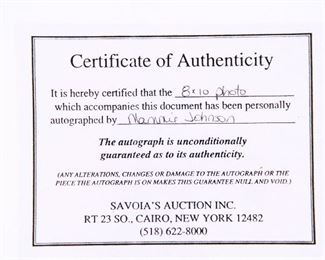 Certificate of Authenticity
It is hereby certified that the 8x10 photo
which accompanies this document has been personally
autographed by Mamie Johnson
The autograph is unconditionally
guaranteed as to its authenticity.
(ANY ALTERATIONS, CHANGES OR DAMAGE TO THE AUTOGRAPH OR THE
PIECE THE AUTOGRAPH IS ON MAKES THIS GUARANTEE NULL AND VOID.)
SAVOIA'S AUCTION INC.
RT 23 SO., CAIRO, NEW YORK 12482
(518) 622-8000